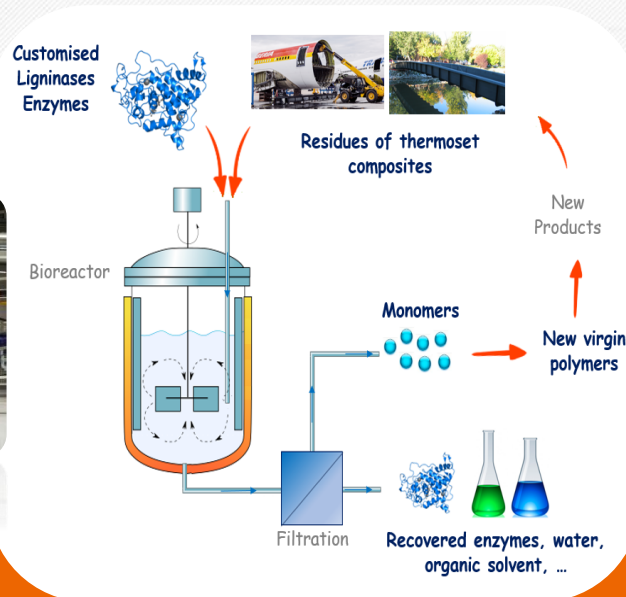 Customised
Ligninases
Enzymes
Residues of thermoset
composites
New
Products
Bioreactor
Monomers
New virgin
polymers
Filtration
Recovered enzymes, water,
organic solvent, ...